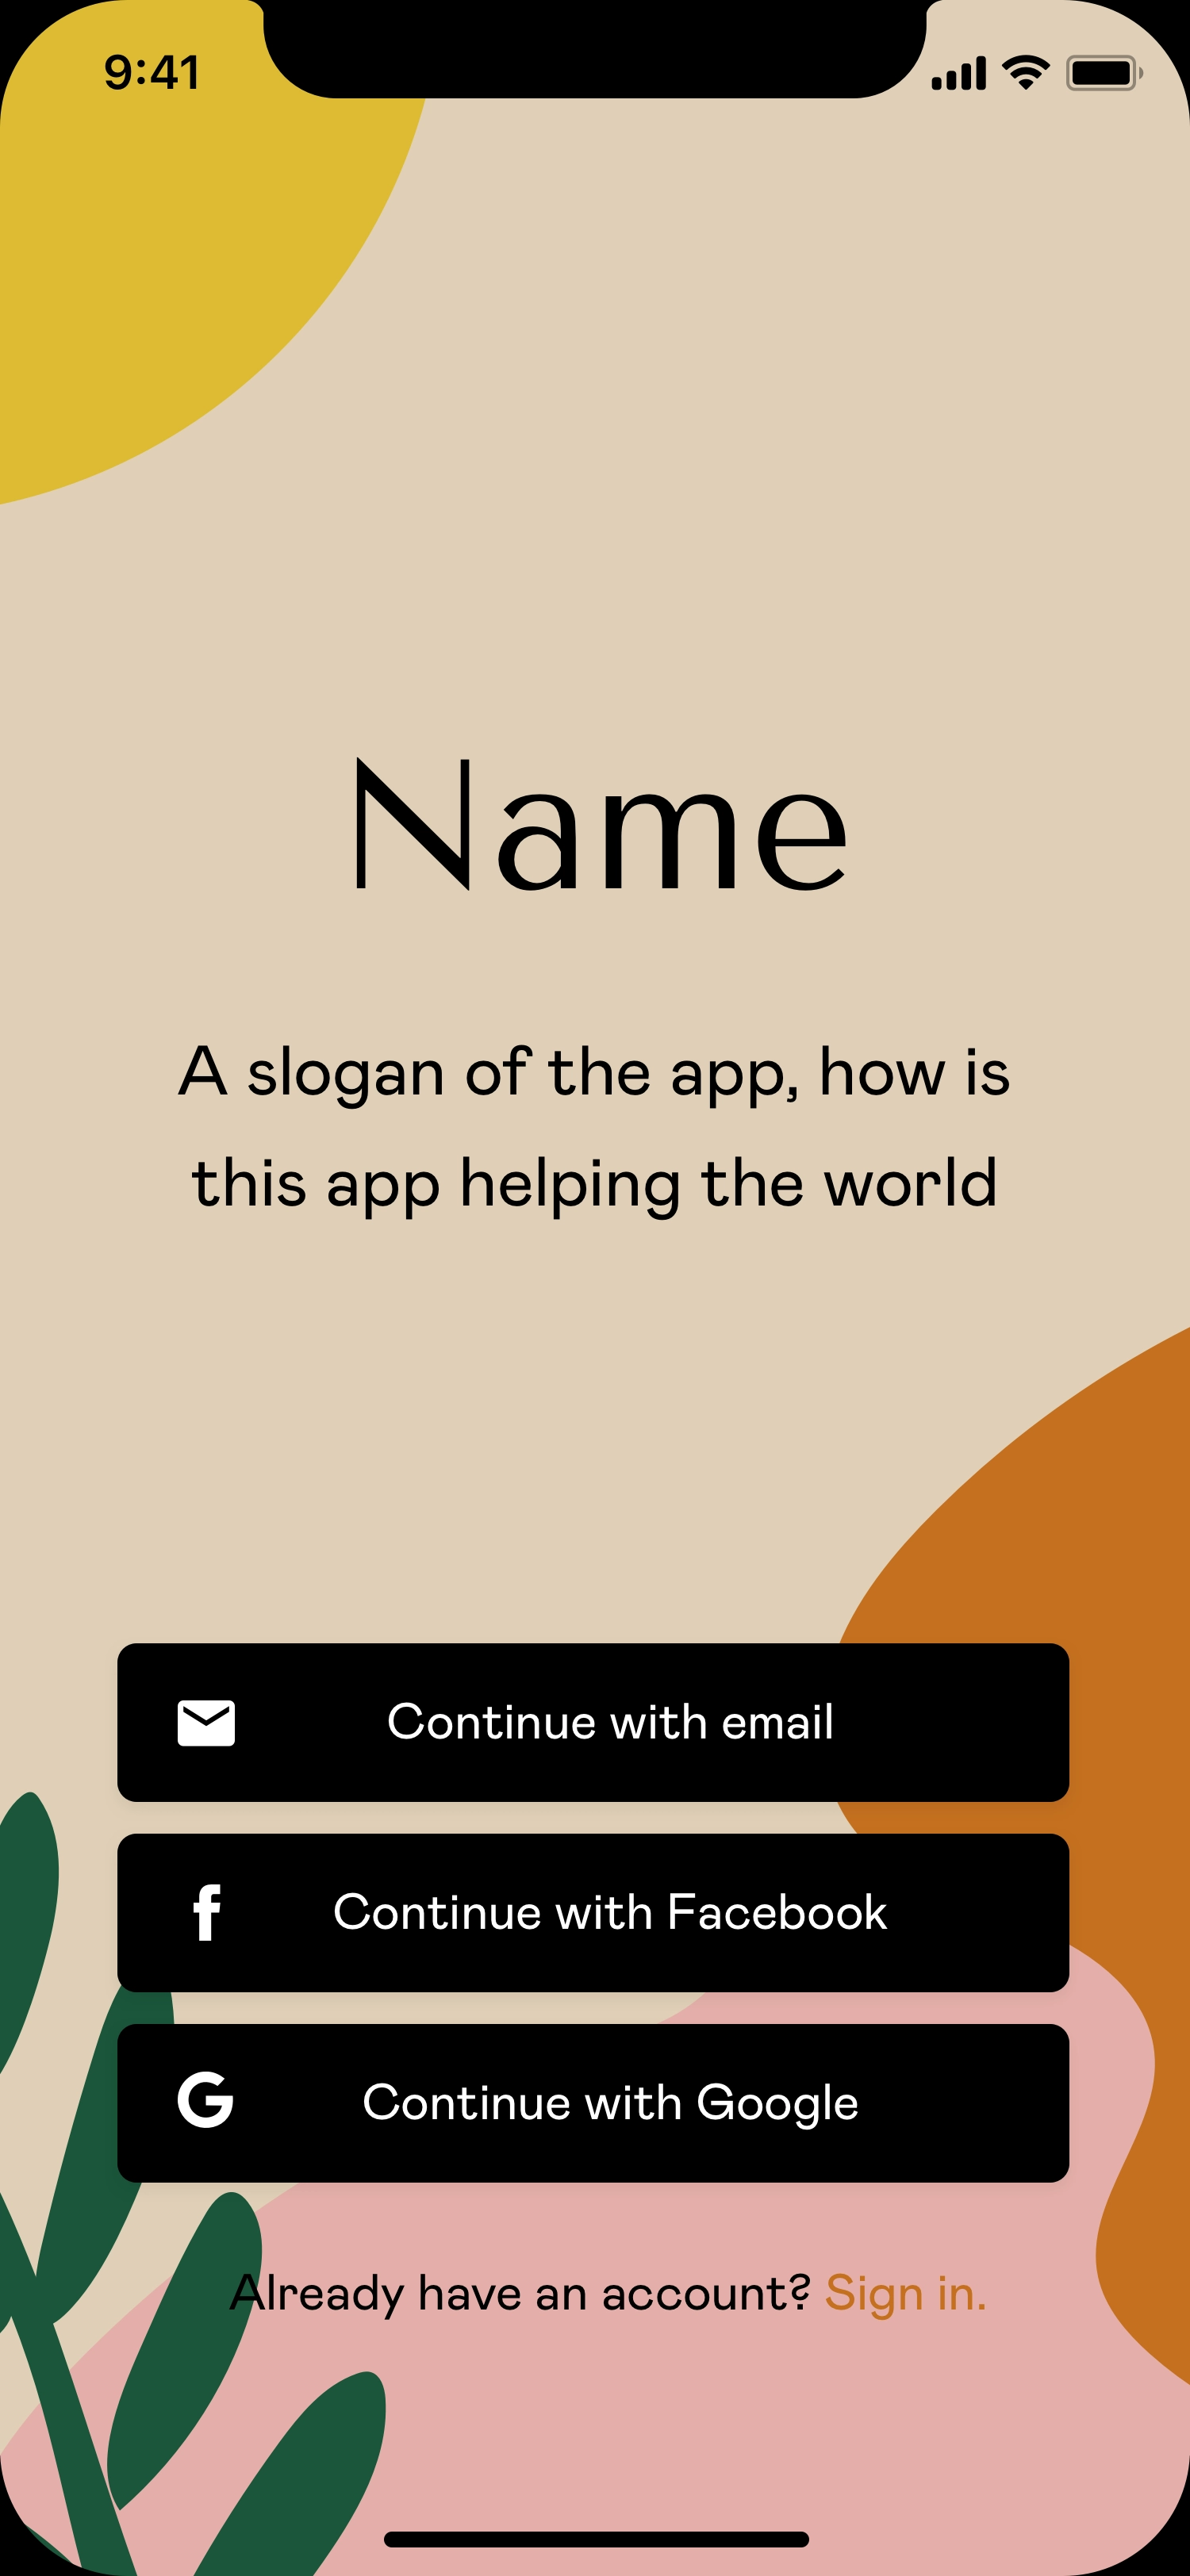 9:41
Name
A slogan of the app, how is
this app helping the world
Continue with email
Continue with Facebook
Continue with Google
Already have an account? Sign in.